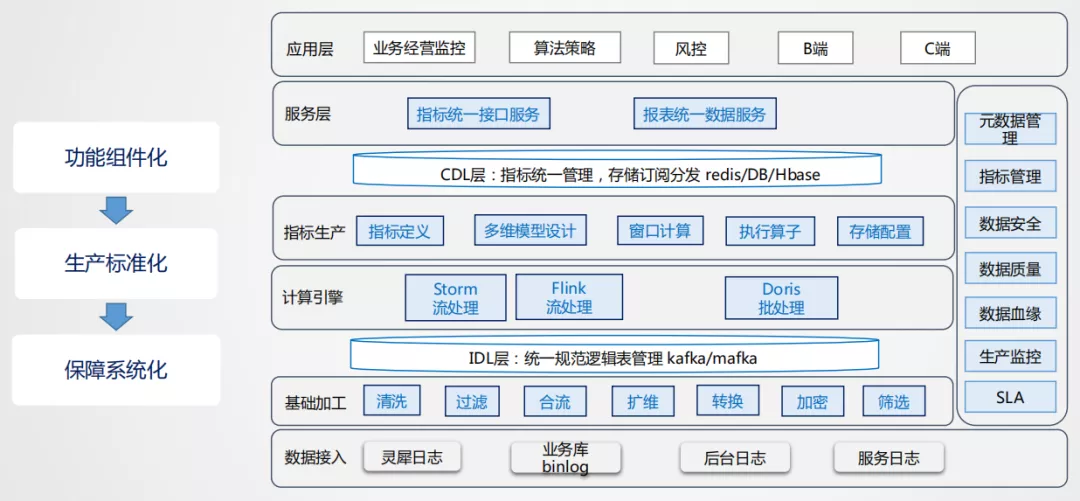 功能组件化
生产标准化
保障系统化
应用层
业务经营监控
算法策略
风控
B端
C端
服务层
指标统一接口服务
报表统一数据服务
CDL层：指标统一管理，存储订阅分发 redis/DB/Hbase
指标生产
指标定义
多维模型设计
窗口计算
执行算子
存储配置
计算引擎
Storm
流处理
Flink
流处理
Doris
批处理
IDL层：统一规范逻辑表管理 kafka/mafka
基础加工
清洗
过滤
合流
扩维
转换
加密
筛选
数据接入
灵犀日志
业务库
binlog
后台日志
服务日志
元数据管
理
指标管理
数据安全
数据质量
数据血缘
生产监控
SLA